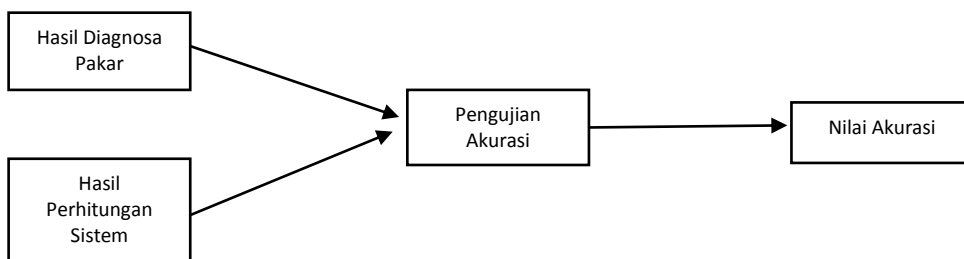 Hasil Diagnosa
Pakar
Hasil
Perhitungan
Sistem
Pengujian
Akurasi
Nilai Akurasi